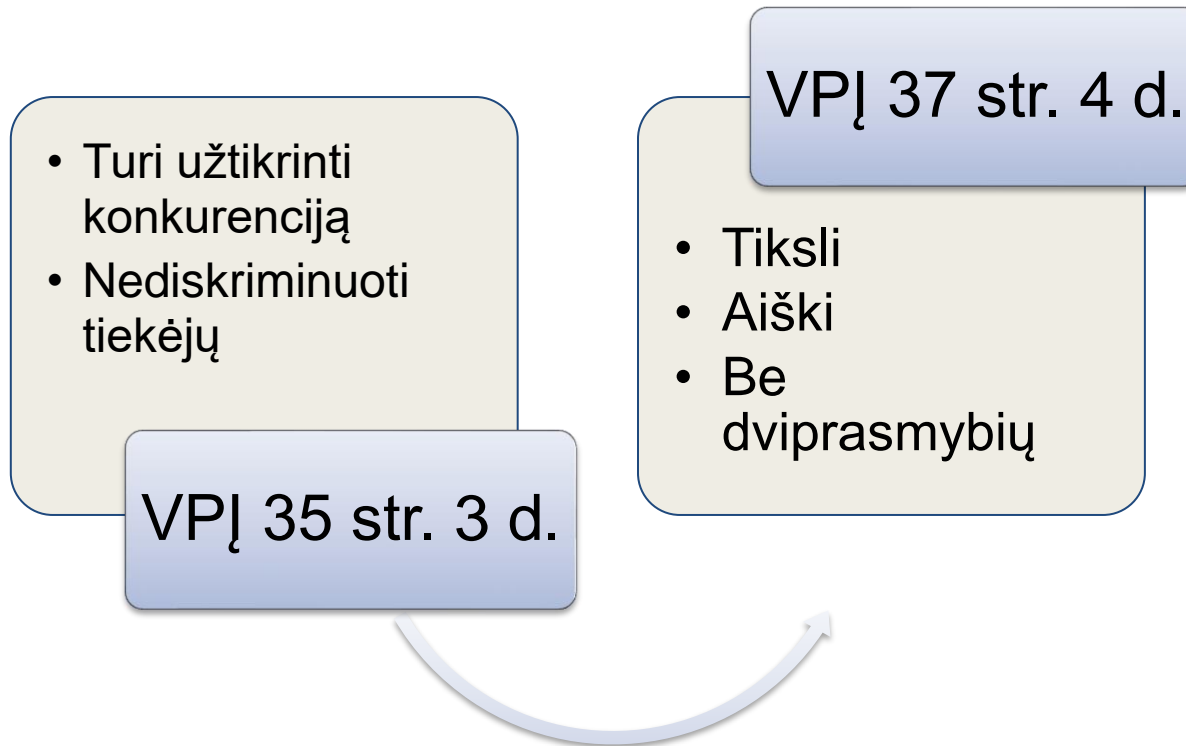 • Turi užtikrinti
konkurenciją
• Nediskriminuoti
tiekėjų
VPĮ 35 str. 3 d.
VPĮ 37 str. 4 d.
• Tiksli
• Aiški
• Be
dviprasmybių